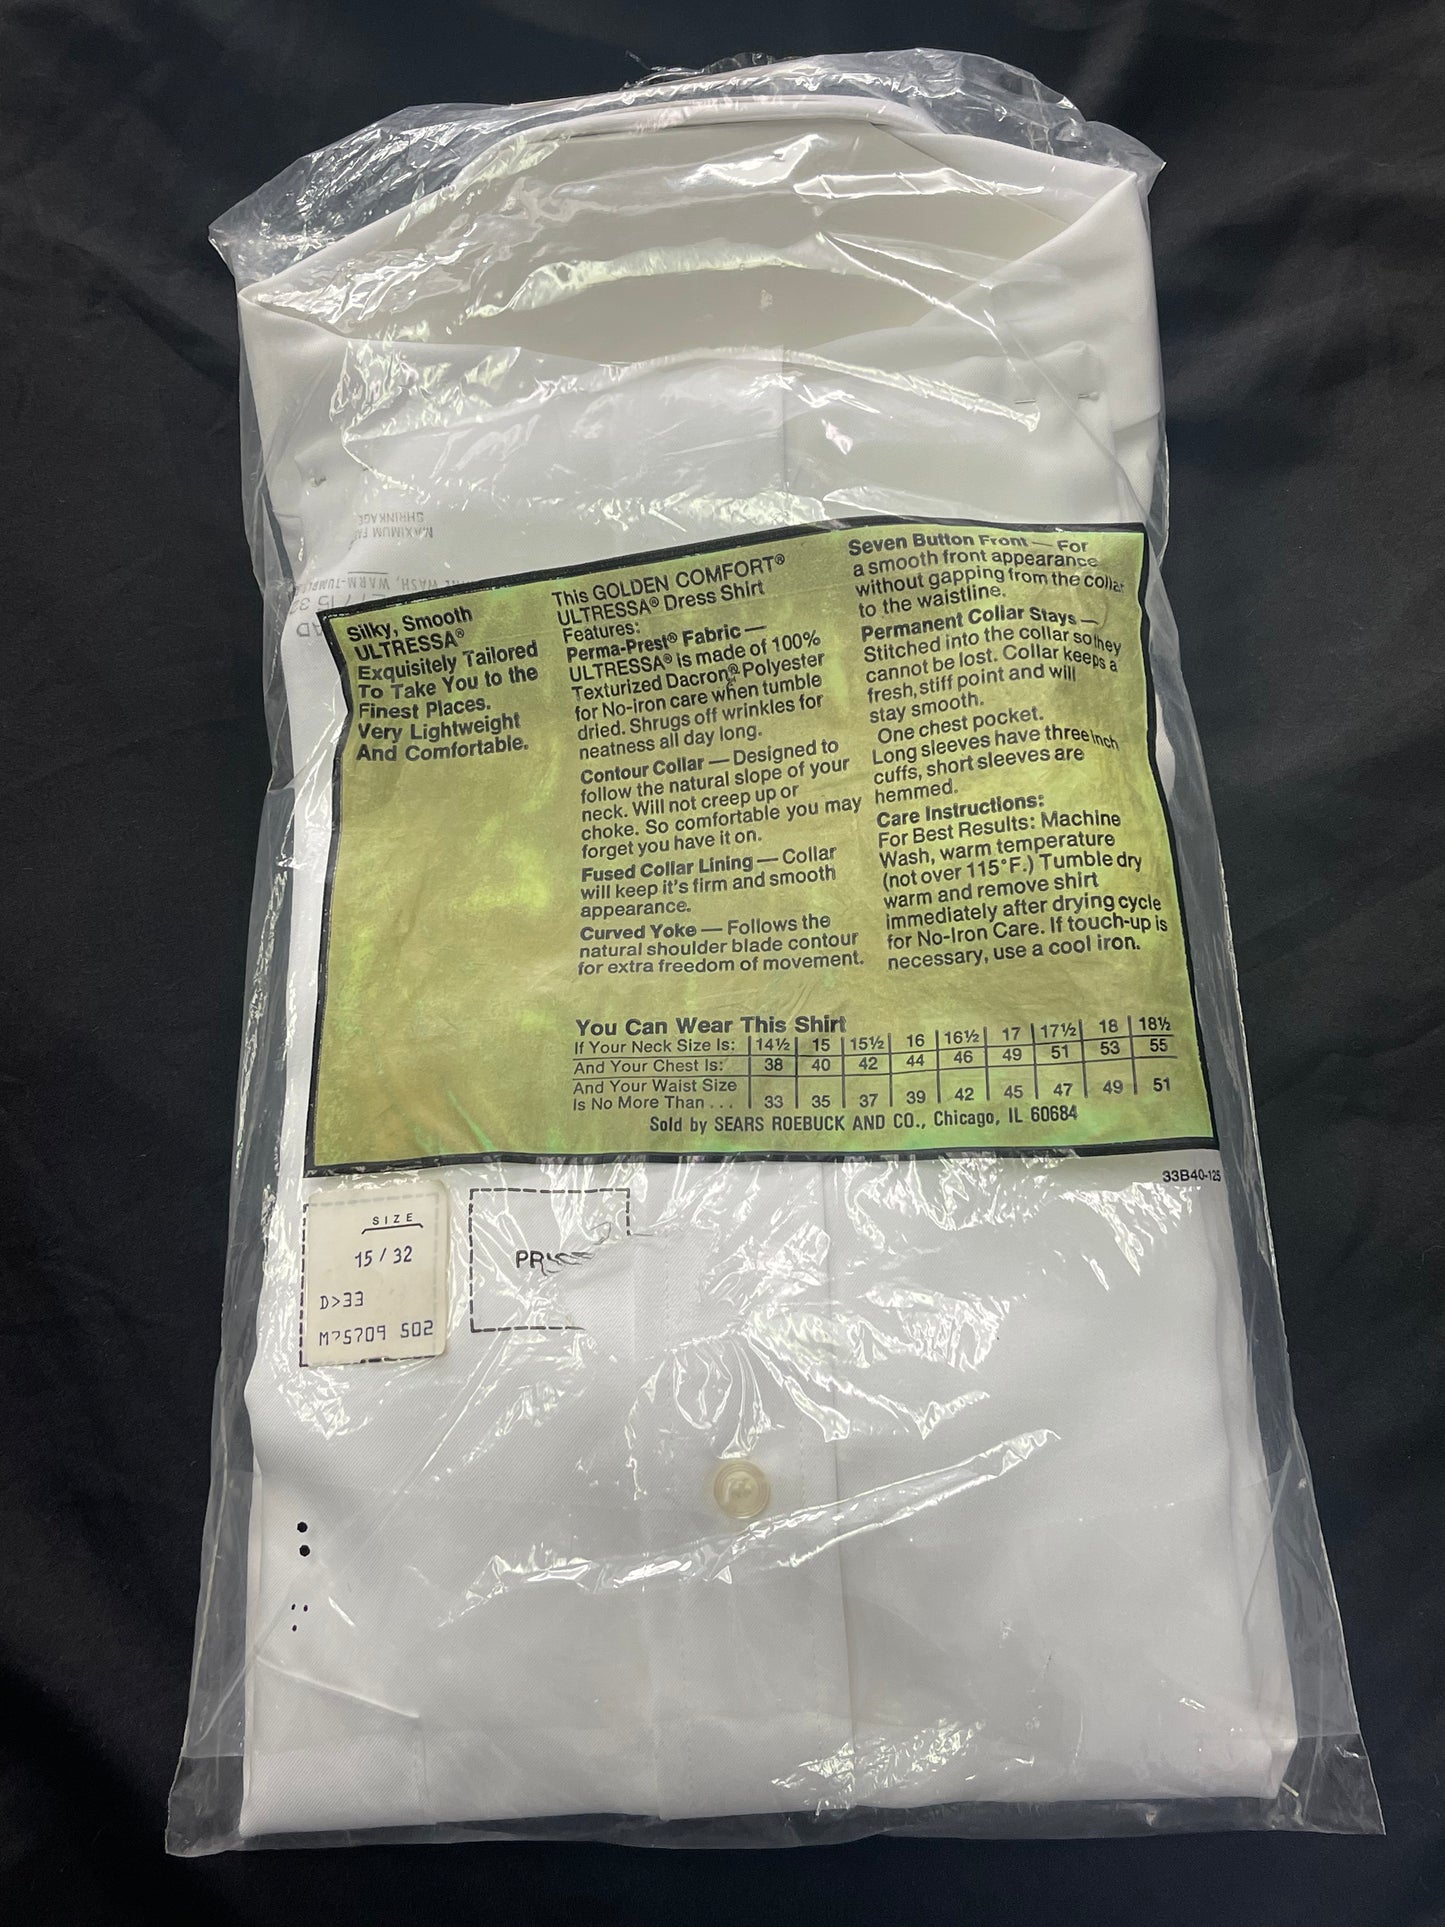 MAXIMUM
SHRINKAGE
WASH, WARM-TUMBLE
Silky, Smooth
ULTRESSA®
Exquisitely Tailored
To Take You to the
Finest Places.
Very Lightweight
And Comfortable.
This GOLDEN COMFORT®
ULTRESSA® Dress Shirt
Features:
Perma-Prest® Fabric —
ULTRESSA® is made of 100%
Texturized Dacron® Polyester
for No-iron care when tumble
dried. Shrugs off wrinkles for
neatness all day long.
Contour Collar — Designed to
follow the natural slope of your
neck. Will not creep up or
choke. So comfortable you may
forget you have it on.
Fused Collar Lining — Collar
will keep it's firm and smooth
appearance.
Curved Yoke — Follows the
natural shoulder blade contour
for extra freedom of movement.
Seven Button Front — For
a smooth front appearance
without gapping from the collar
to the waistline.
Permanent Collar Stays —
Stitched into the collar so they
cannot be lost. Collar keeps a
fresh, stiff point and will
stay smooth.
One chest pocket.
Long sleeves have three inch
cuffs, short sleeves are
hemmed.
Care Instructions:
For Best Results: Machine
Wash, warm temperature
(not over 115°F.) Tumble dry
warm and remove shirt
immediately after drying cycle
for No-Iron Care. If touch-up is
necessary, use a cool iron.
You Can Wear This Shirt
If Your Neck Size Is: 14½ 15 15½ 16 16½ 17 17½ 18 18½
And Your Chest Is: 38 40 42 44 46 49 51 53 55
And Your Waist Size
Is No More Than . . . 33 35 37 39 42 45 47 49 51
Sold by SEARS ROEBUCK AND CO., Chicago, IL 60684
33B40-125
SIZE
15 / 32
D>33
M75709 502
PRICE